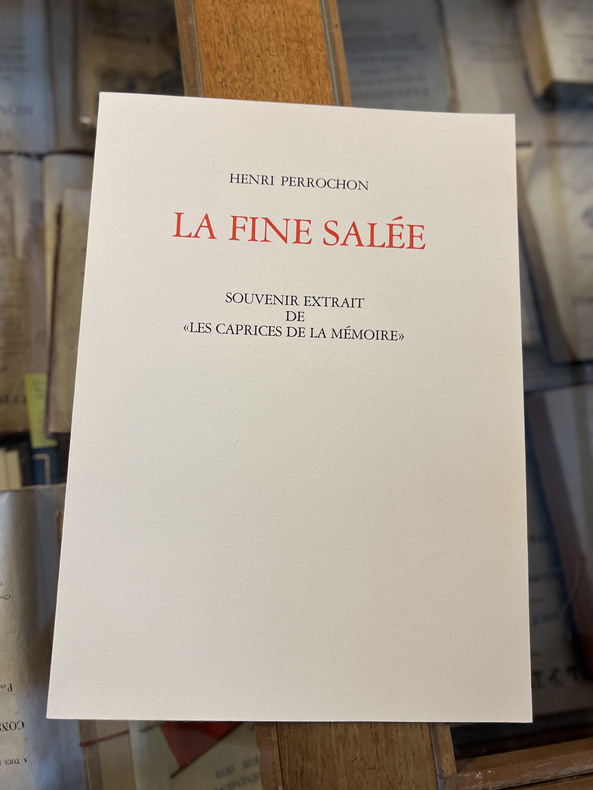 HENRI PERROCHON
LA FINE SALÉE
SOUVENIR EXTRAIT
DE
«LES CAPRICES DE LA MÉMOIRE»